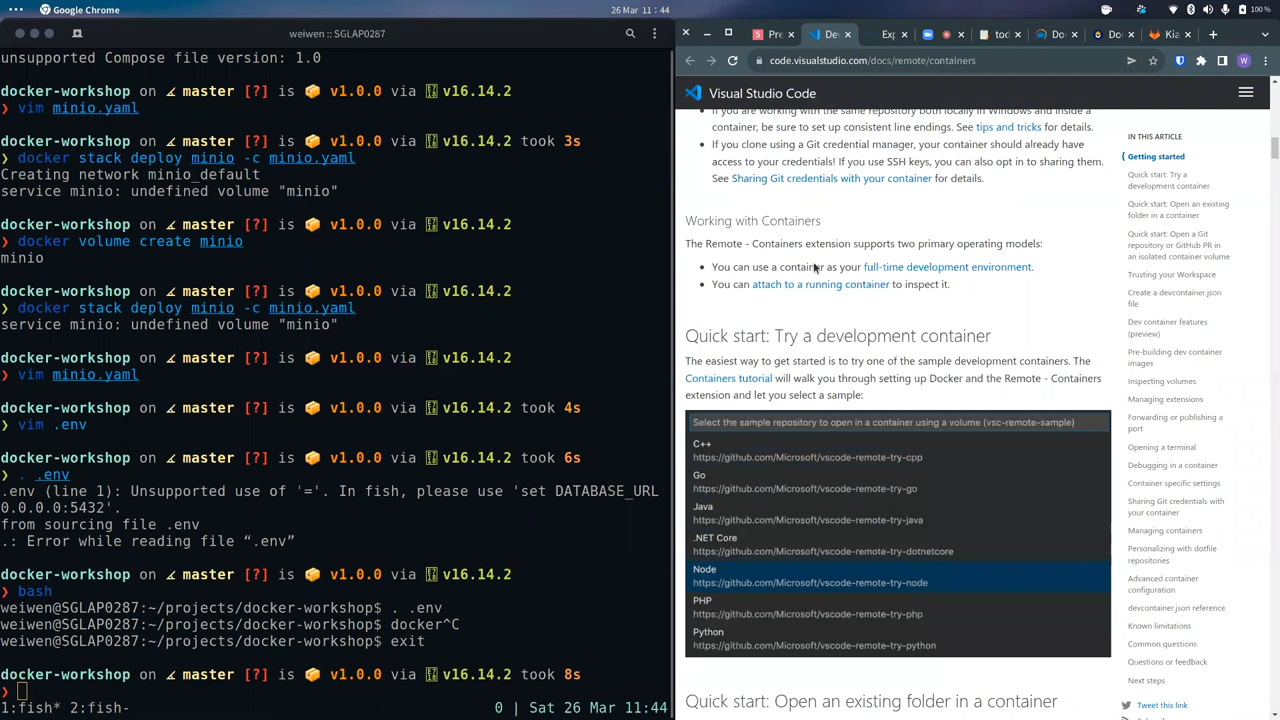 Google Chrome
26 Mar 11:44
100 %
weiwen :: SGLAP0287
unsupported Compose file version: 1.0
docker-workshop on master [?] is v1.0.0 via v16.14.2
❯ vim minio.yaml
docker-workshop on master [?] is v1.0.0 via v16.14.2 took 3s
❯ docker stack deploy minio -c minio.yaml
Creating network minio_default
service minio: undefined volume "minio"
docker-workshop on master [?] is v1.0.0 via v16.14.2
❯ docker volume create minio
minio
docker-workshop on master [?] is v1.0.0 via v16.14.2
❯ docker stack deploy minio -c minio.yaml
service minio: undefined volume "minio"
docker-workshop on master [?] is v1.0.0 via v16.14.2
❯ vim minio.yaml
docker-workshop on master [?] is v1.0.0 via v16.14.2 took 4s
❯ vim .env
docker-workshop on master [?] is v1.0.0 via v16.14.2 took 6s
❯ . .env
.env (line 1): Unsupported use of '='. In fish, please use 'set DATABASE_URL
0.0.0.0:5432'.
from sourcing file .env
.: Error while reading file “.env”
docker-workshop on master [?] is v1.0.0 via v16.14.2
❯ bash
weiwen@SGLAP0287:~/projects/docker-workshop$ . .env
weiwen@SGLAP0287:~/projects/docker-workshop$ docker^C
weiwen@SGLAP0287:~/projects/docker-workshop$ exit
docker-workshop on master [?] is v1.0.0 via v16.14.2 took 8s
❯
1:fish* 2:fish-
0 | Sat 26 Mar 11:44
Pre
Dev
Exp
tod
Doc
Doc
Kia
code.visualstudio.com/docs/remote/containers
W
Visual Studio Code
If you are working with the same repository both locally in Windows and inside a
container, be sure to set up consistent line endings. See tips and tricks for details.
If you clone using a Git credential manager, your container should already have
access to your credentials! If you use SSH keys, you can also opt in to sharing them.
See Sharing Git credentials with your container for details.
Working with Containers
The Remote - Containers extension supports two primary operating models:
You can use a container as your full-time development environment.
You can attach to a running container to inspect it.
Quick start: Try a development container
The easiest way to get started is to try one of the sample development containers. The
Containers tutorial will walk you through setting up Docker and the Remote - Containers
extension and let you select a sample:
Select the sample repository to open in a container using a volume (vsc-remote-sample)
C++
https://github.com/Microsoft/vscode-remote-try-cpp
Go
https://github.com/Microsoft/vscode-remote-try-go
Java
https://github.com/Microsoft/vscode-remote-try-java
.NET Core
https://github.com/Microsoft/vscode-remote-try-dotnetcore
Node
https://github.com/Microsoft/vscode-remote-try-node
PHP
https://github.com/Microsoft/vscode-remote-try-php
Python
https://github.com/Microsoft/vscode-remote-try-python
Quick start: Open an existing folder in a container
IN THIS ARTICLE
Getting started
Quick start: Try a
development container
Quick start: Open an existing
folder in a container
Quick start: Open a Git
repository or GitHub PR in
an isolated container volume
Trusting your Workspace
Create a devcontainer.json
file
Dev container features
(preview)
Pre-building dev container
images
Inspecting volumes
Managing extensions
Forwarding or publishing a
port
Opening a terminal
Debugging in a container
Container specific settings
Sharing Git credentials with
your container
Managing containers
Personalizing with dotfile
repositories
Advanced container
configuration
devcontainer.json reference
Known limitations
Common questions
Questions or feedback
Next steps
Tweet this link